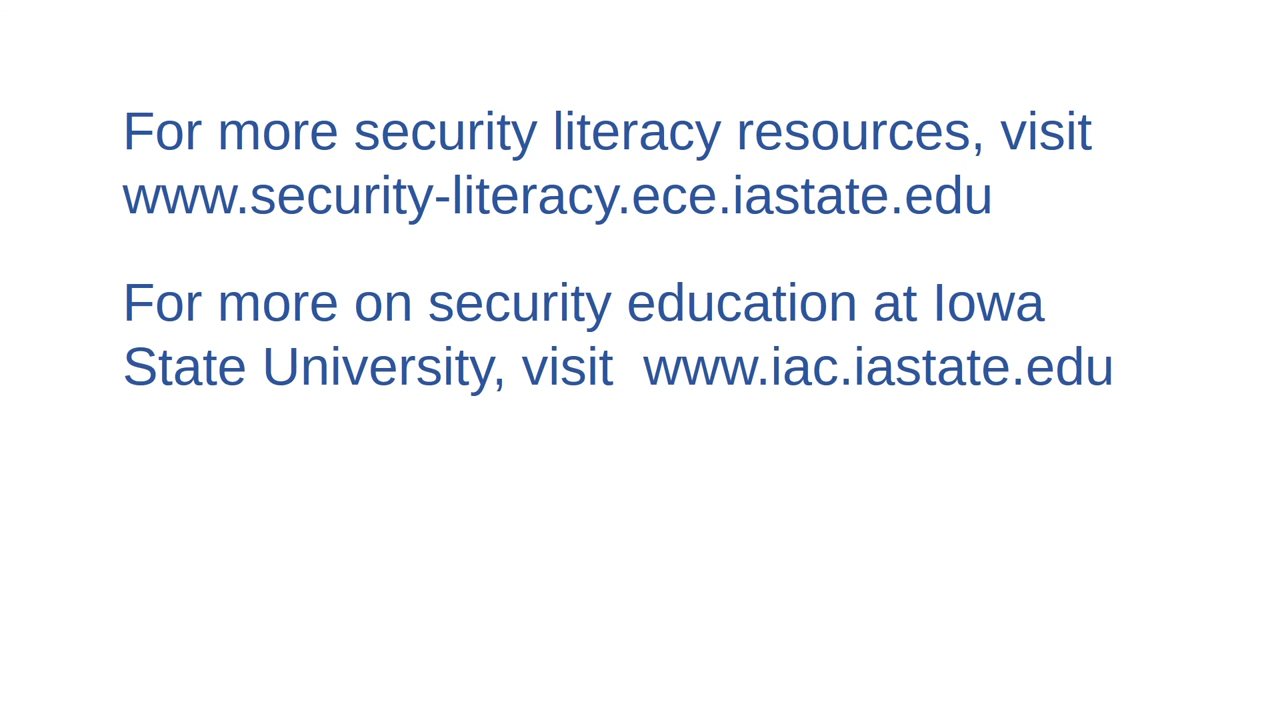 For more security literacy resources, visit
www.security-literacy.ece.iastate.edu
For more on security education at Iowa
State University, visit  www.iac.iastate.edu